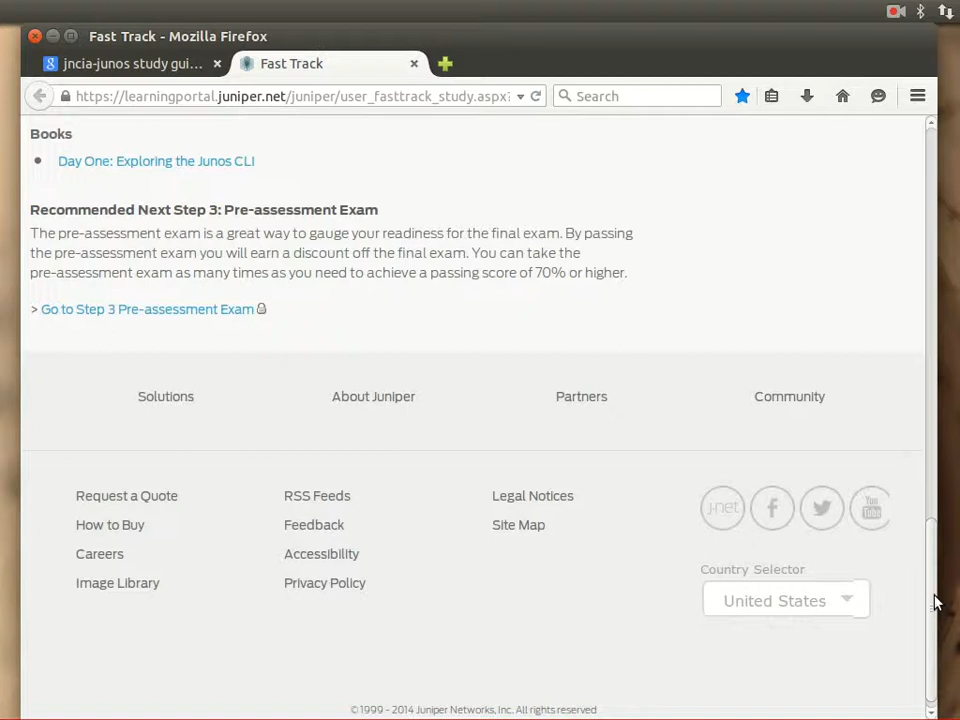 Fast Track - Mozilla Firefox
jncia-junos study gui... × Fast Track ×
https://learningportal.juniper.net/juniper/user_fasttrack_study.aspx? Search
Books
• Day One: Exploring the Junos CLI
Recommended Next Step 3: Pre-assessment Exam
The pre-assessment exam is a great way to gauge your readiness for the final exam. By passing
the pre-assessment exam you will earn a discount off the final exam. You can take the
pre-assessment exam as many times as you need to achieve a passing score of 70% or higher.
> Go to Step 3 Pre-assessment Exam
Solutions About Juniper Partners Community
Request a Quote RSS Feeds Legal Notices
j-net f You Tube
How to Buy Feedback Site Map
Careers Accessibility
Country Selector
Image Library Privacy Policy
United States
©1999 - 2014 Juniper Networks, Inc. All rights reserved